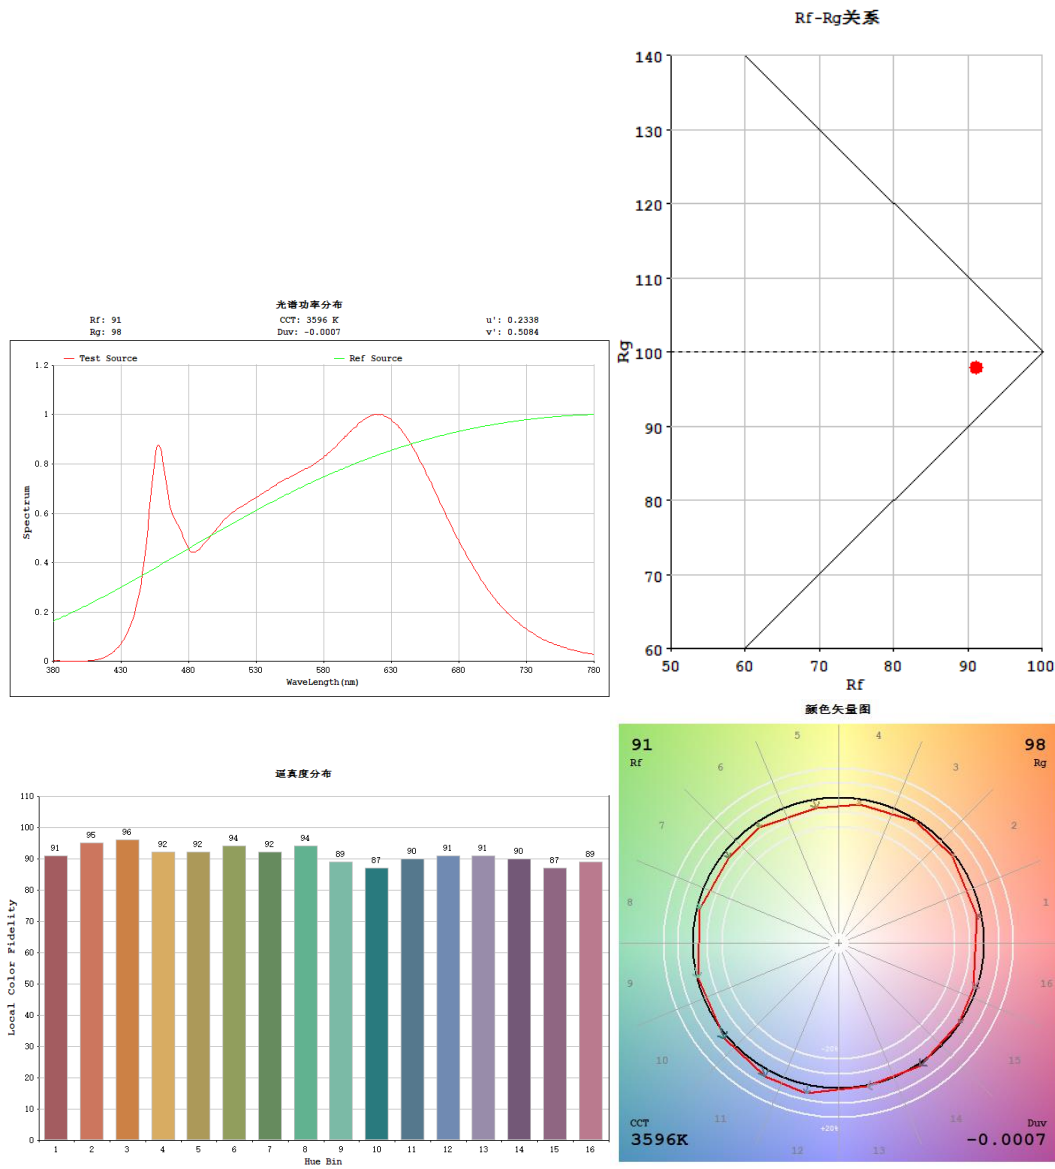 Rf-Rg关系
140
130
120
110
100
90
80
70
60
Rg
50 60 70 80 90 100
Rf
光谱功率分布
Rf: 91 CCT: 3596 K u': 0.2338
Rg: 98 Duv: -0.0007 v': 0.5084
Test Source Ref Source
1.2
1
0.8
0.6
0.4
0.2
0
Spectrum
380 430 480 530 580 630 680 730 780
WaveLength(nm)
逼真度分布
110
100
90
80
70
60
50
40
30
20
10
0
Local Color Fidelity
91 95 96 92 92 94 92 94 89 87 90 91 91 90 87 89
1 2 3 4 5 6 7 8 9 10 11 12 13 14 15 16
Hue Bin
颜色矢量图
91 98
Rf Rg
5 4
6 3
7 2
8 1
9 16
10 15
11 14
12 13
-20%
+20%
CCT Duv
3596K -0.0007